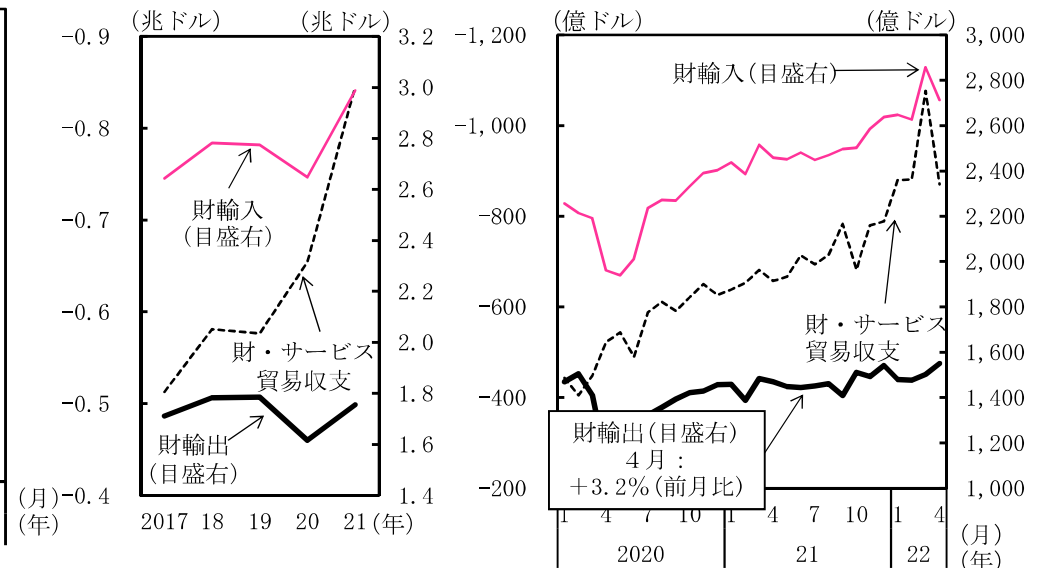 (月)
(年)
(兆ドル)
(兆ドル)
-0.9
-0.8
-0.7
-0.6
-0.5
-0.4
3.2
3.0
2.8
2.6
2.4
2.2
2.0
1.8
1.6
1.4
財輸入
(目盛右)
財・サービス
貿易収支
財輸出
(目盛右)
2017 18 19 20 21 (年)
(億ドル)
(億ドル)
-1,200
-1,000
-800
-600
-400
-200
3,000
2,800
2,600
2,400
2,200
2,000
1,800
1,600
1,400
1,200
1,000
財輸入(目盛右)
財・サービス
貿易収支
財輸出(目盛右)
4月:
+3.2%(前月比)
1 4 7 10 1 4 7 10 1 4
(月)
2020 21 22
(年)